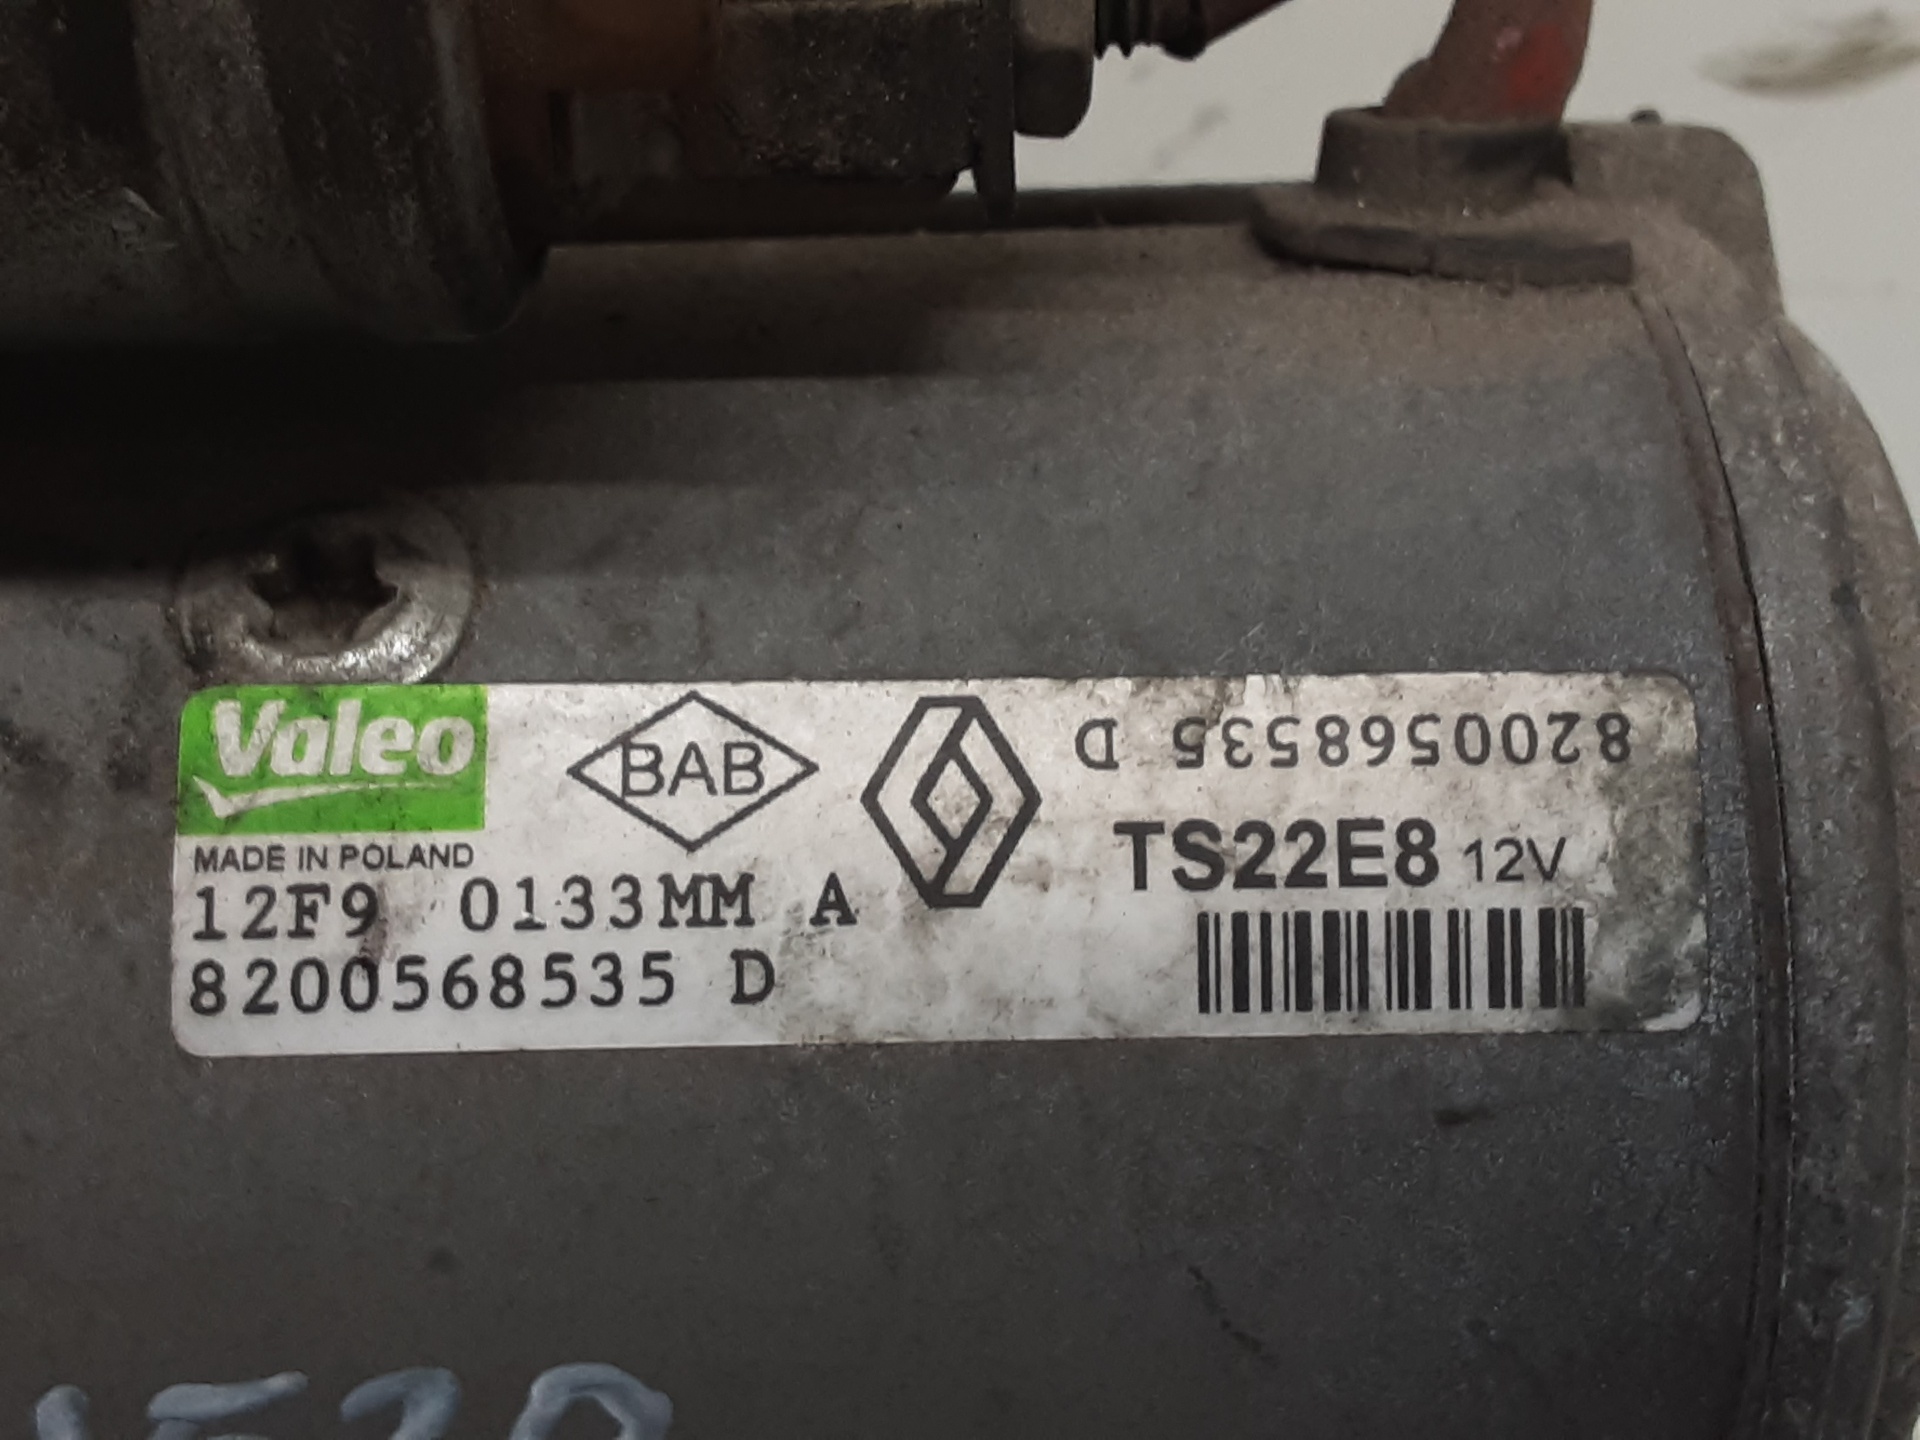 Valeo
MADE IN POLAND
12F9 0133MM A
8200568535 D
BAB
8200568535 D
TS22E8 12V